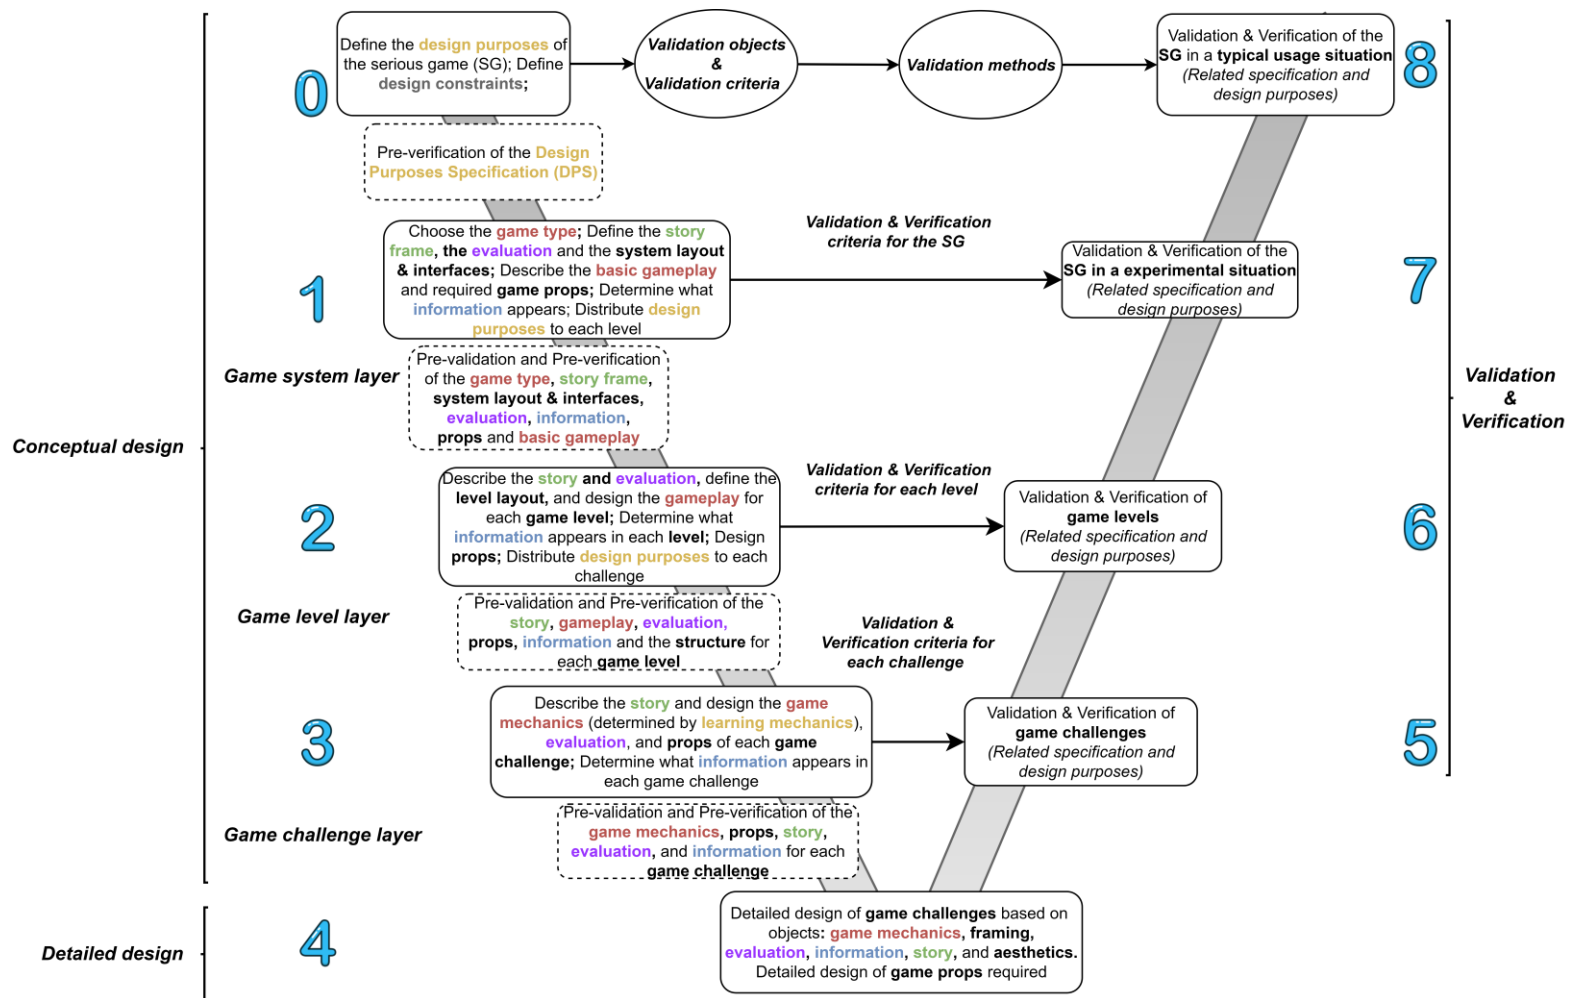 Define the design purposes of
the serious game (SG); Define
design constraints;
0
Validation objects
&
Validation criteria
Validation methods
Validation & Verification of the
SG in a typical usage situation
(Related specification and
design purposes)
8
Pre-verification of the Design
Purposes Specification (DPS)
Choose the game type; Define the story
frame, the evaluation and the system layout
& interfaces; Describe the basic gameplay
and required game props; Determine what
information appears; Distribute design
purposes to each level
1
Validation & Verification
criteria for the SG
Validation & Verification of the
SG in a experimental situation
(Related specification and
design purposes)
7
Game system layer
Pre-validation and Pre-verification
of the game type, story frame,
system layout & interfaces,
evaluation, information,
props and basic gameplay
Validation
&
Verification
Conceptual design
2
Describe the story and evaluation, define the
level layout, and design the gameplay for
each game level; Determine what
information appears in each level; Design
props; Distribute design purposes to each
challenge
Validation & Verification
criteria for each level
Validation & Verification of
game levels
(Related specification and
design purposes)
6
Game level layer
Pre-validation and Pre-verification of the
story, gameplay, evaluation,
props, information and the structure for
each game level
Validation &
Verification criteria for
each challenge
3
Describe the story and design the game
mechanics (determined by learning mechanics),
evaluation, and props of each game
challenge; Determine what information appears in
each game challenge
Validation & Verification of
game challenges
(Related specification and
design purposes)
5
Game challenge layer
Pre-validation and Pre-verification of the
game mechanics, props, story,
evaluation, and information for each
game challenge
Detailed design
4
Detailed design of game challenges based on
objects: game mechanics, framing,
evaluation, information, story, and aesthetics.
Detailed design of game props required